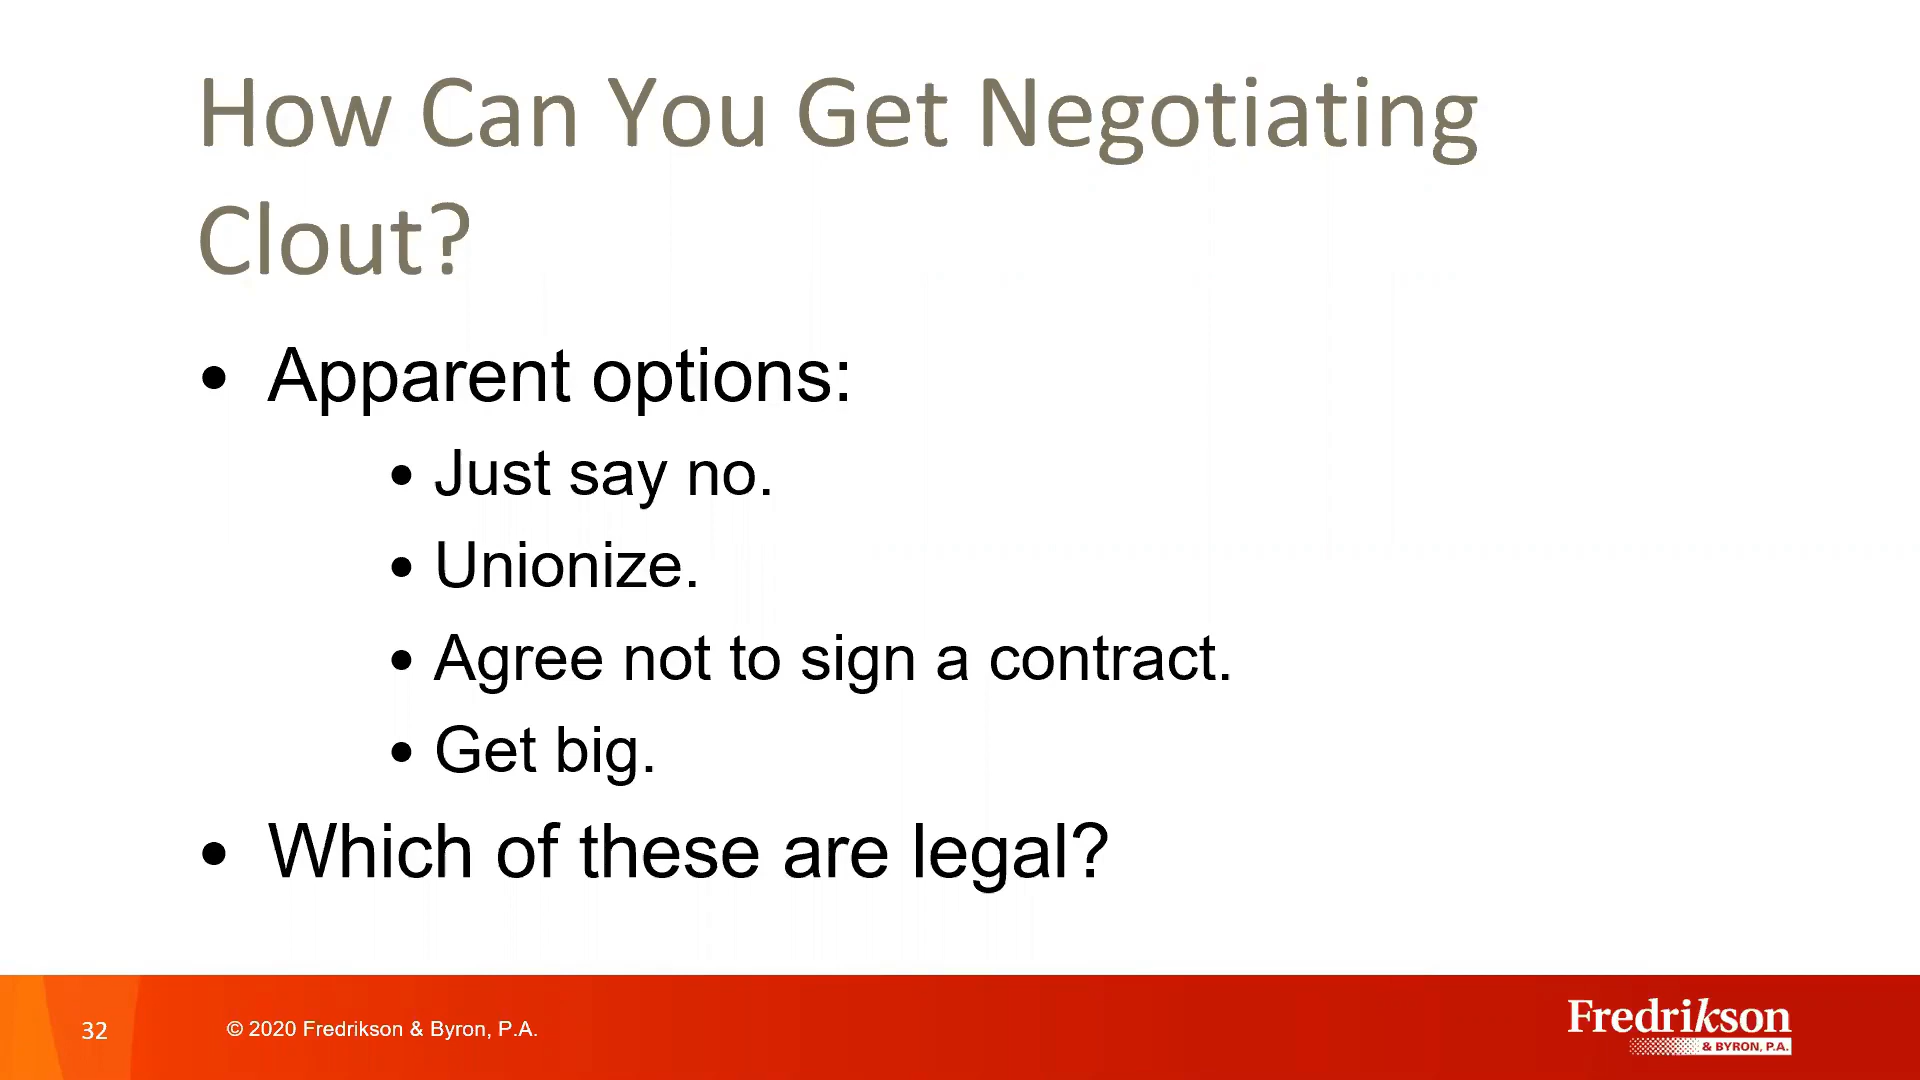 How Can You Get Negotiating
Clout?
• Apparent options:
• Just say no.
• Unionize.
• Agree not to sign a contract.
• Get big.
• Which of these are legal?
32
© 2020 Fredrikson & Byron, P.A.
Fredrikson
& BYRON, P.A.